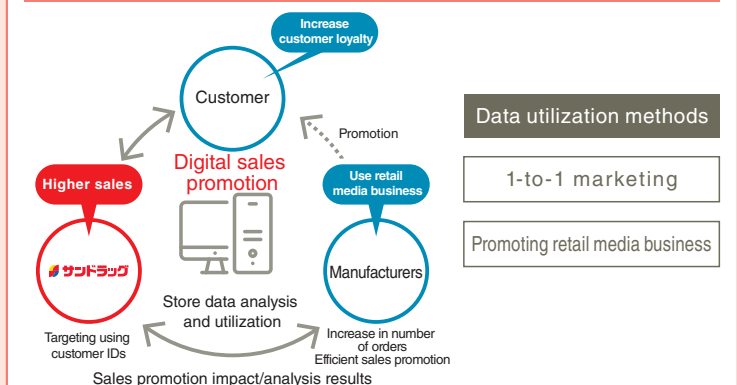 Increase
customer loyalty
Customer
Promotion
Digital sales
promotion
Higher sales
Use retail
media business
サンドラッグ
Manufacturers
Store data analysis
and utilization
Targeting using
customer IDs
Increase in number
of orders
Efficient sales promotion
Sales promotion impact/analysis results
Data utilization methods
1-to-1 marketing
Promoting retail media business